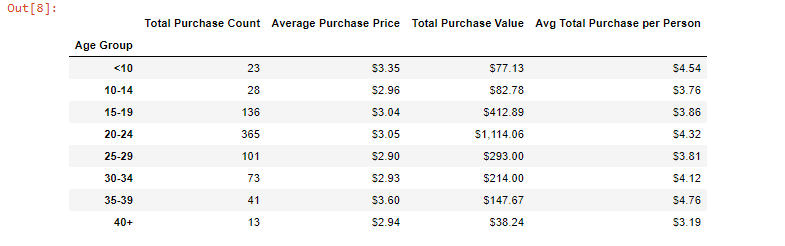 Out[8]:
Total Purchase Count Average Purchase Price Total Purchase Value Avg Total Purchase per Person
Age Group
<10 23 $3.35 $77.13 $4.54
10-14 28 $2.96 $82.78 $3.76
15-19 136 $3.04 $412.89 $3.86
20-24 365 $3.05 $1,114.06 $4.32
25-29 101 $2.90 $293.00 $3.81
30-34 73 $2.93 $214.00 $4.12
35-39 41 $3.60 $147.67 $4.76
40+ 13 $2.94 $38.24 $3.19